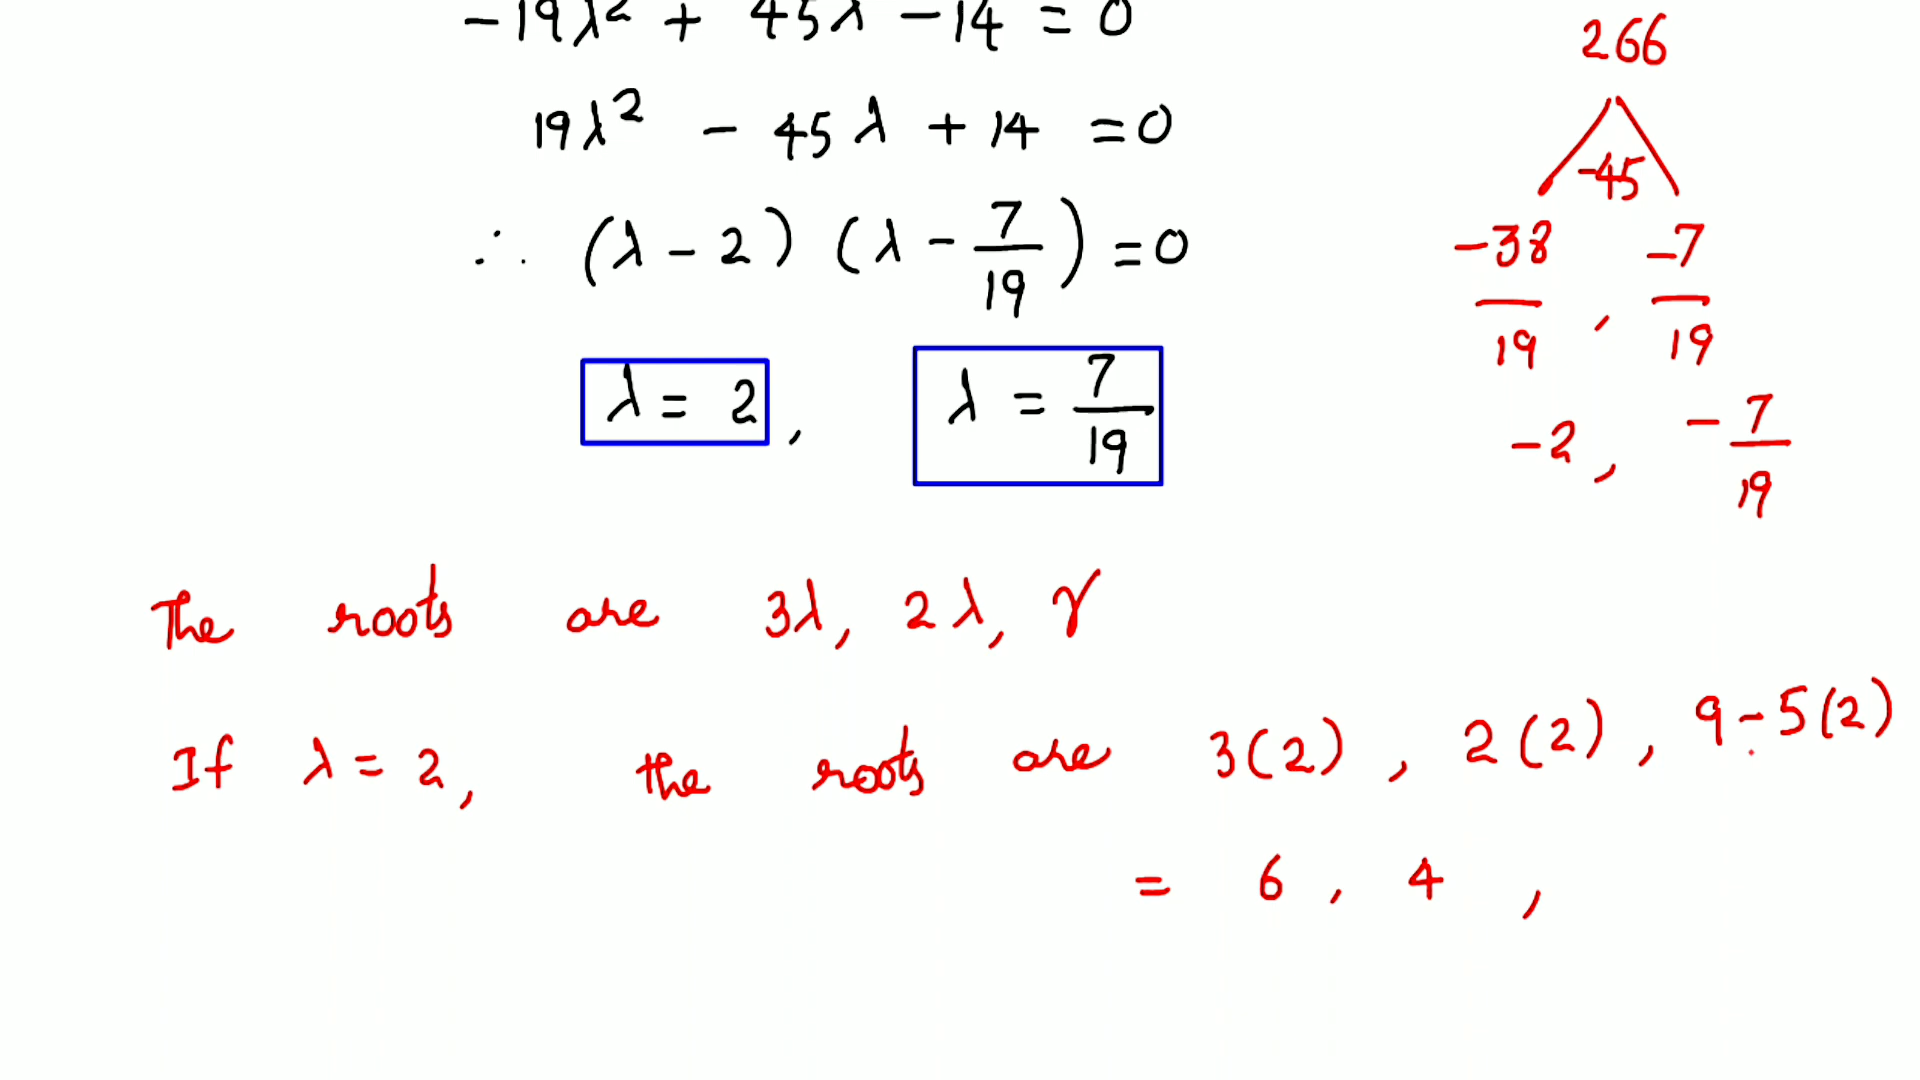 -19λ² + 45λ - 14 = 0
19λ² - 45λ + 14 = 0
∴ (λ - 2) (λ - 7/19) = 0
λ = 2, λ = 7/19
266
-45
-38/19, -7/19
-2, -7/19
The roots are 3λ, 2λ, γ
If λ = 2, the roots are 3(2), 2(2), 9-5(2)
= 6, 4,